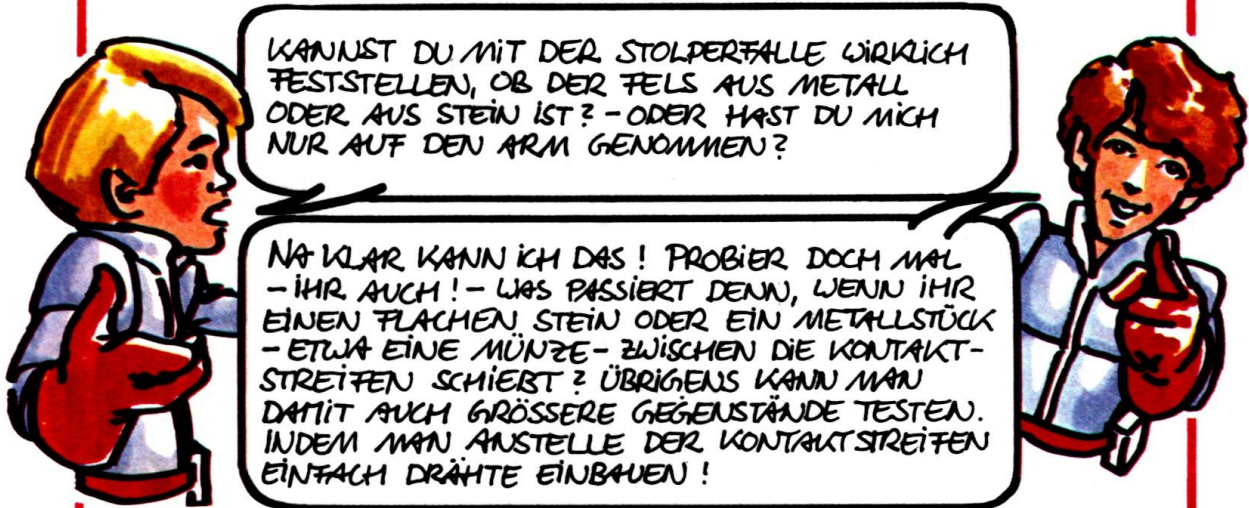 KANNST DU MIT DER STOLPERFALLE WIRKLICH
FESTSTELLEN, OB DER FELS AUS METALL
ODER AUS STEIN IST? - ODER HAST DU MICH
NUR AUF DEN ARM GENOMMEN?
NA KLAR KANN ICH DAS! PROBIER DOCH MAL
- IHR AUCH! - WAS PASSIERT DENN, WENN IHR
EINEN FLACHEN STEIN ODER EIN METALLSTÜCK
- ETWA EINE MÜNZE - ZWISCHEN DIE KONTAKT-
STREIFEN SCHIEBT? ÜBRIGENS KANN MAN
DAMIT AUCH GRÖSSERE GEGENSTÄNDE TESTEN.
INDEM MAN ANSTELLE DER KONTAKTSTREIFEN
EINFACH DRÄHTE EINBAUEN!